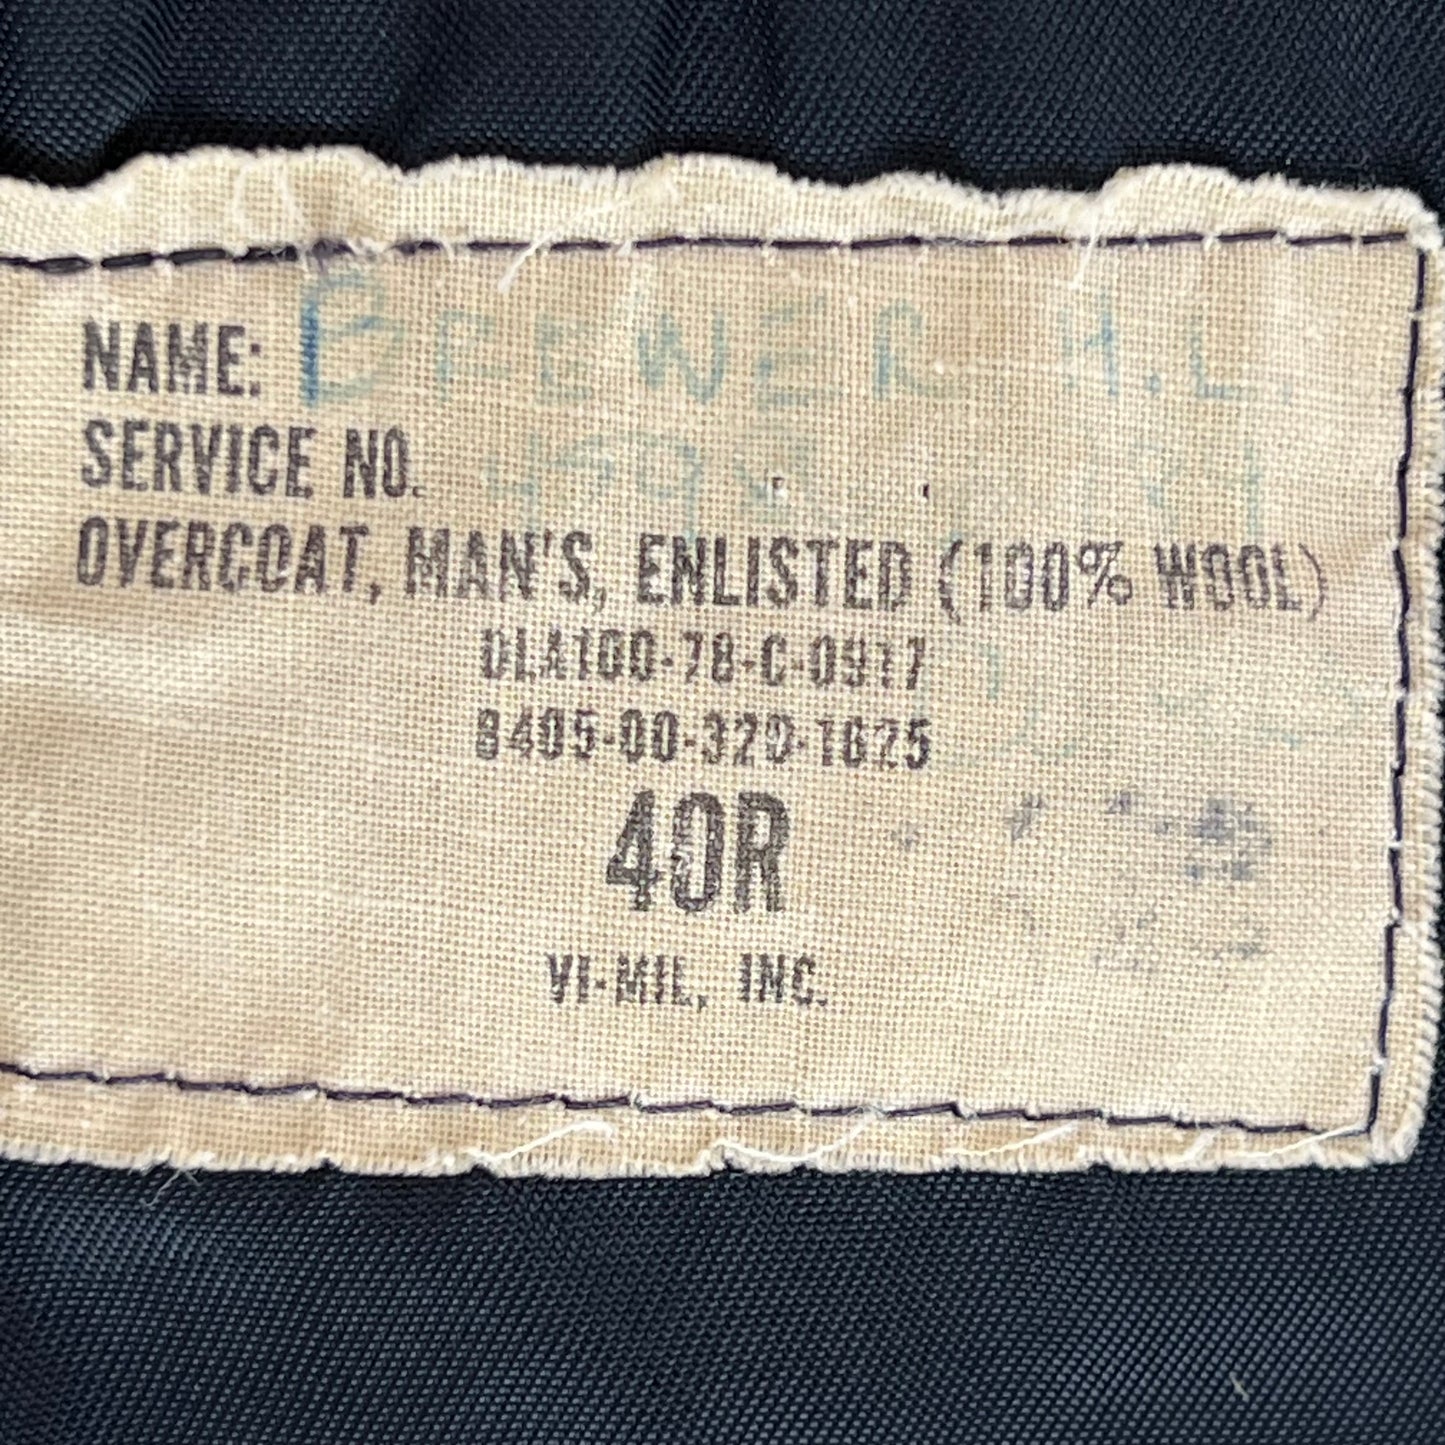 NAME: BREWER H.L.
SERVICE NO.
OVERCOAT, MAN'S, ENLISTED (100% WOOL)
DLA100-78-C-0917
8405-00-320-1625
40R
VI-MIL, INC.